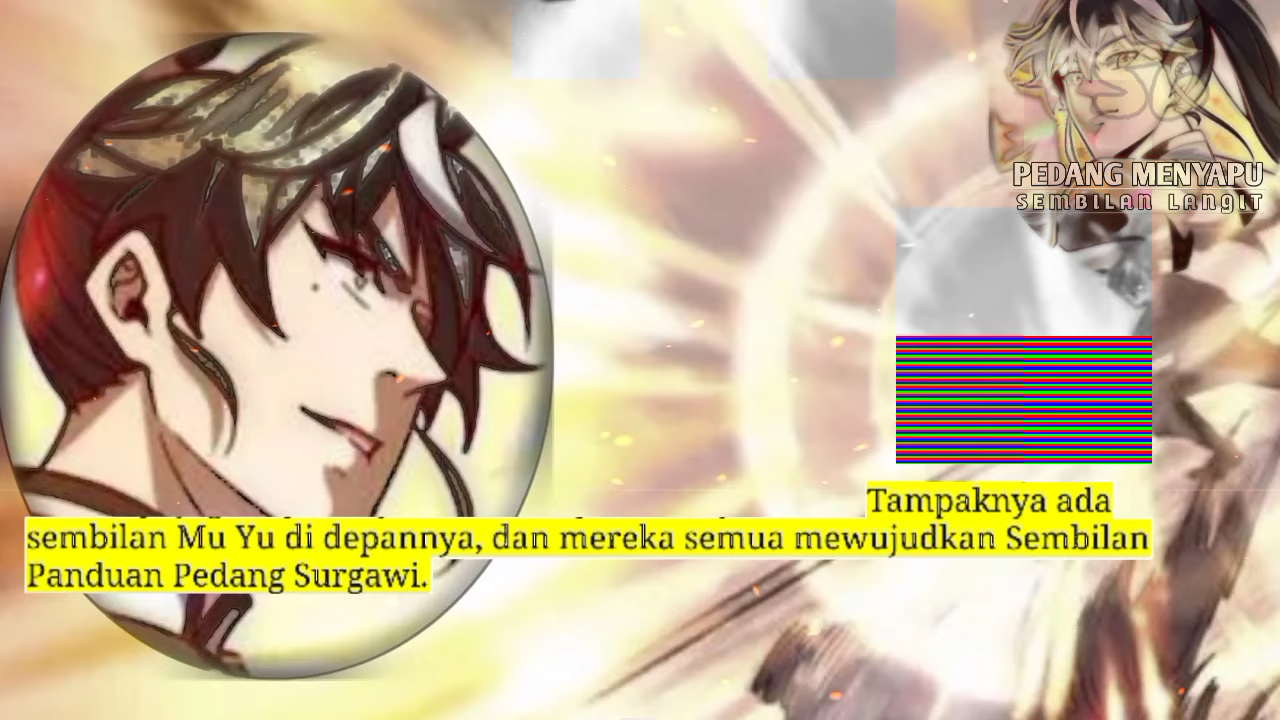 PEDANG MENYAPU
SEMBILAN LANGIT
Tampaknya ada
sembilan Mu Yu di depannya, dan mereka semua mewujudkan Sembilan
Panduan Pedang Surgawi.